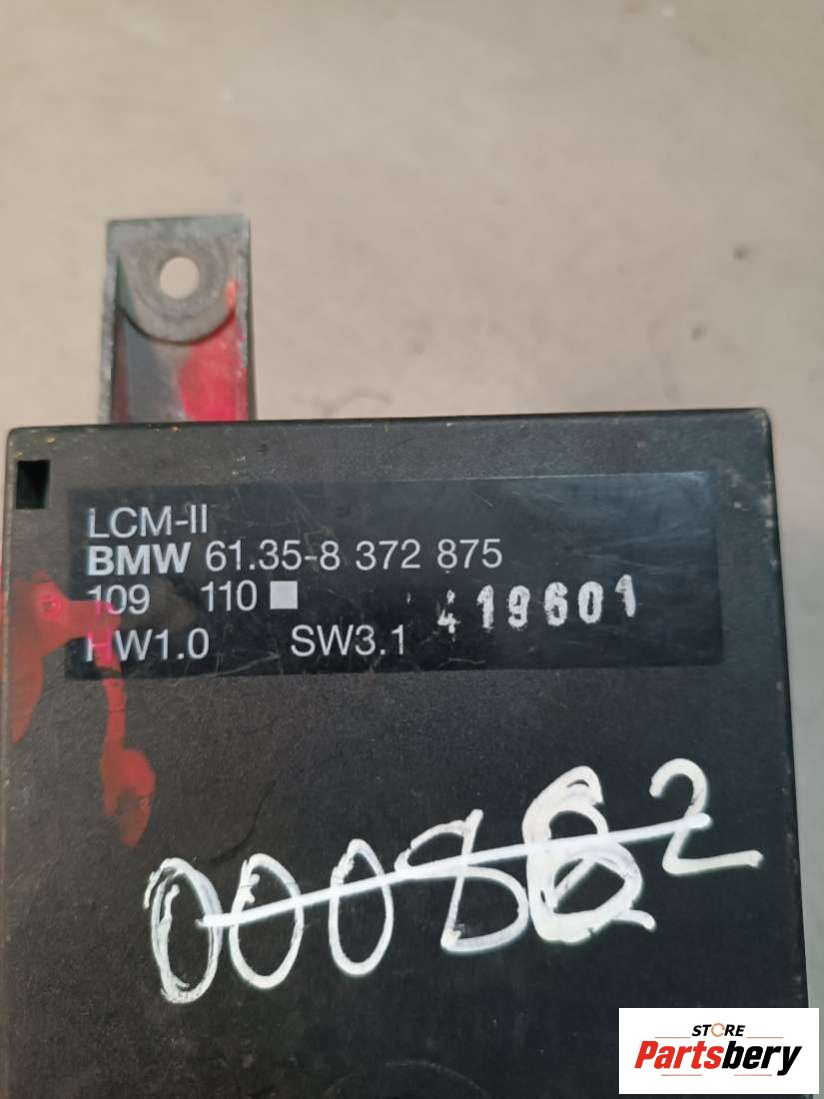 LCM-II
BMW 61.35-8 372 875
109 110
419601
HW1.0 SW3.1
STORE
Partsbery